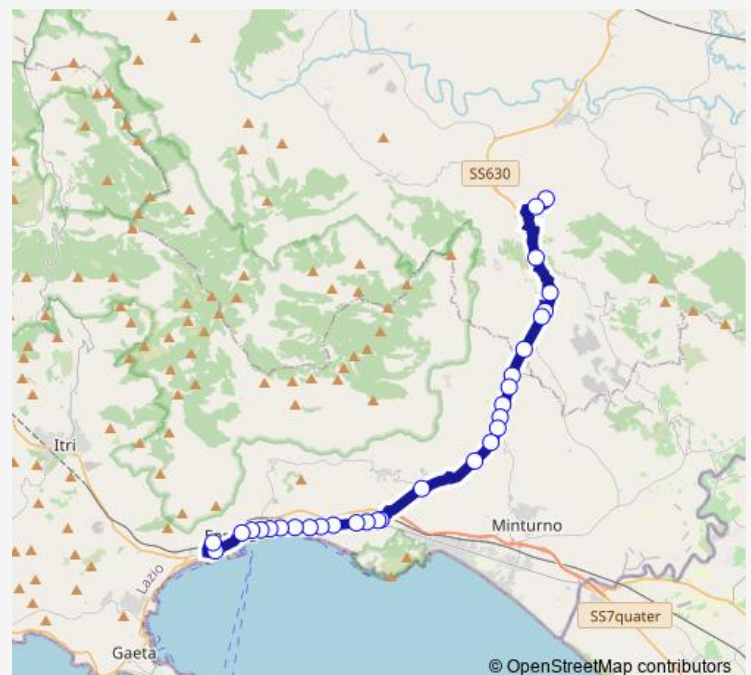 SS630
Itri
Minturno
Lazio
SS7quater
Gaeta
© OpenStreetMap contributors